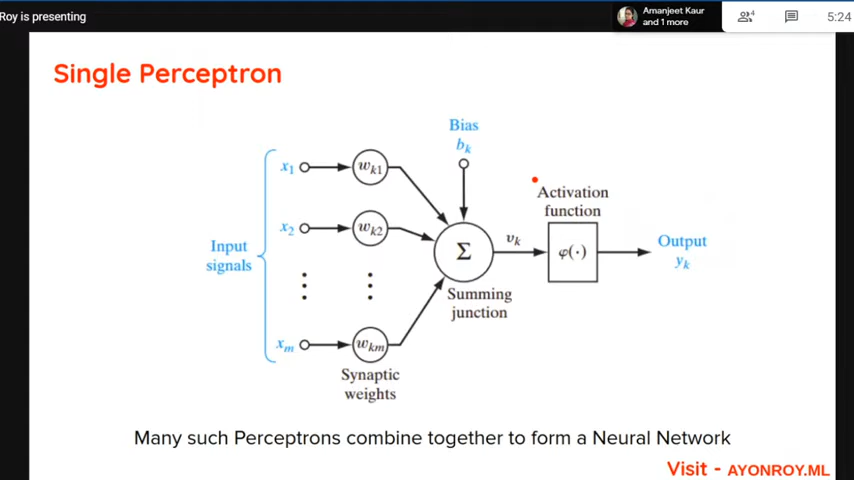 Roy is presenting
Amanjeet Kaur
and 1 more
4
5:24
Single Perceptron
Bias
b_k
x_1
w_k1
Activation
function
x_2
w_k2
Input
signals
Σ
v_k
φ(·)
Output
y_k
Summing
junction
x_m
w_km
Synaptic
weights
Many such Perceptrons combine together to form a Neural Network
Visit - AYONROY.ML